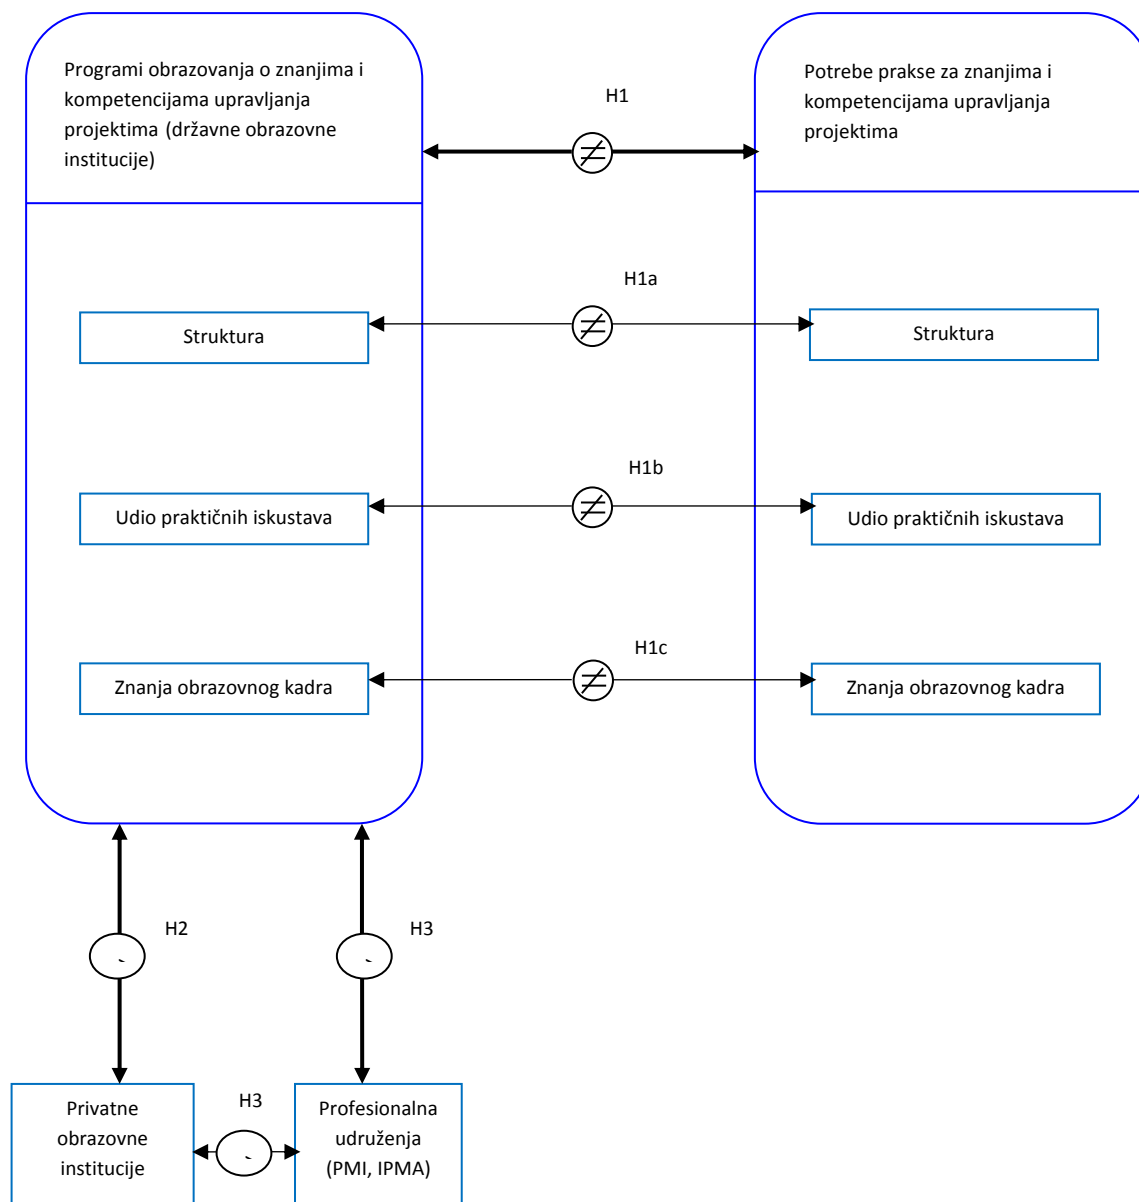 Programi obrazovanja o znanjima i
kompetencijama upravljanja
projektima (državne obrazovne
institucije)
H1
≠
Potrebe prakse za znanjima i
kompetencijama upravljanja
projektima
H1a
Struktura
≠
Struktura
H1b
Udio praktičnih iskustava
≠
Udio praktičnih iskustava
H1c
Znanja obrazovnog kadra
≠
Znanja obrazovnog kadra
H2
H3
Privatne
obrazovne
institucije
H3
Profesionalna
udruženja
(PMI, IPMA)